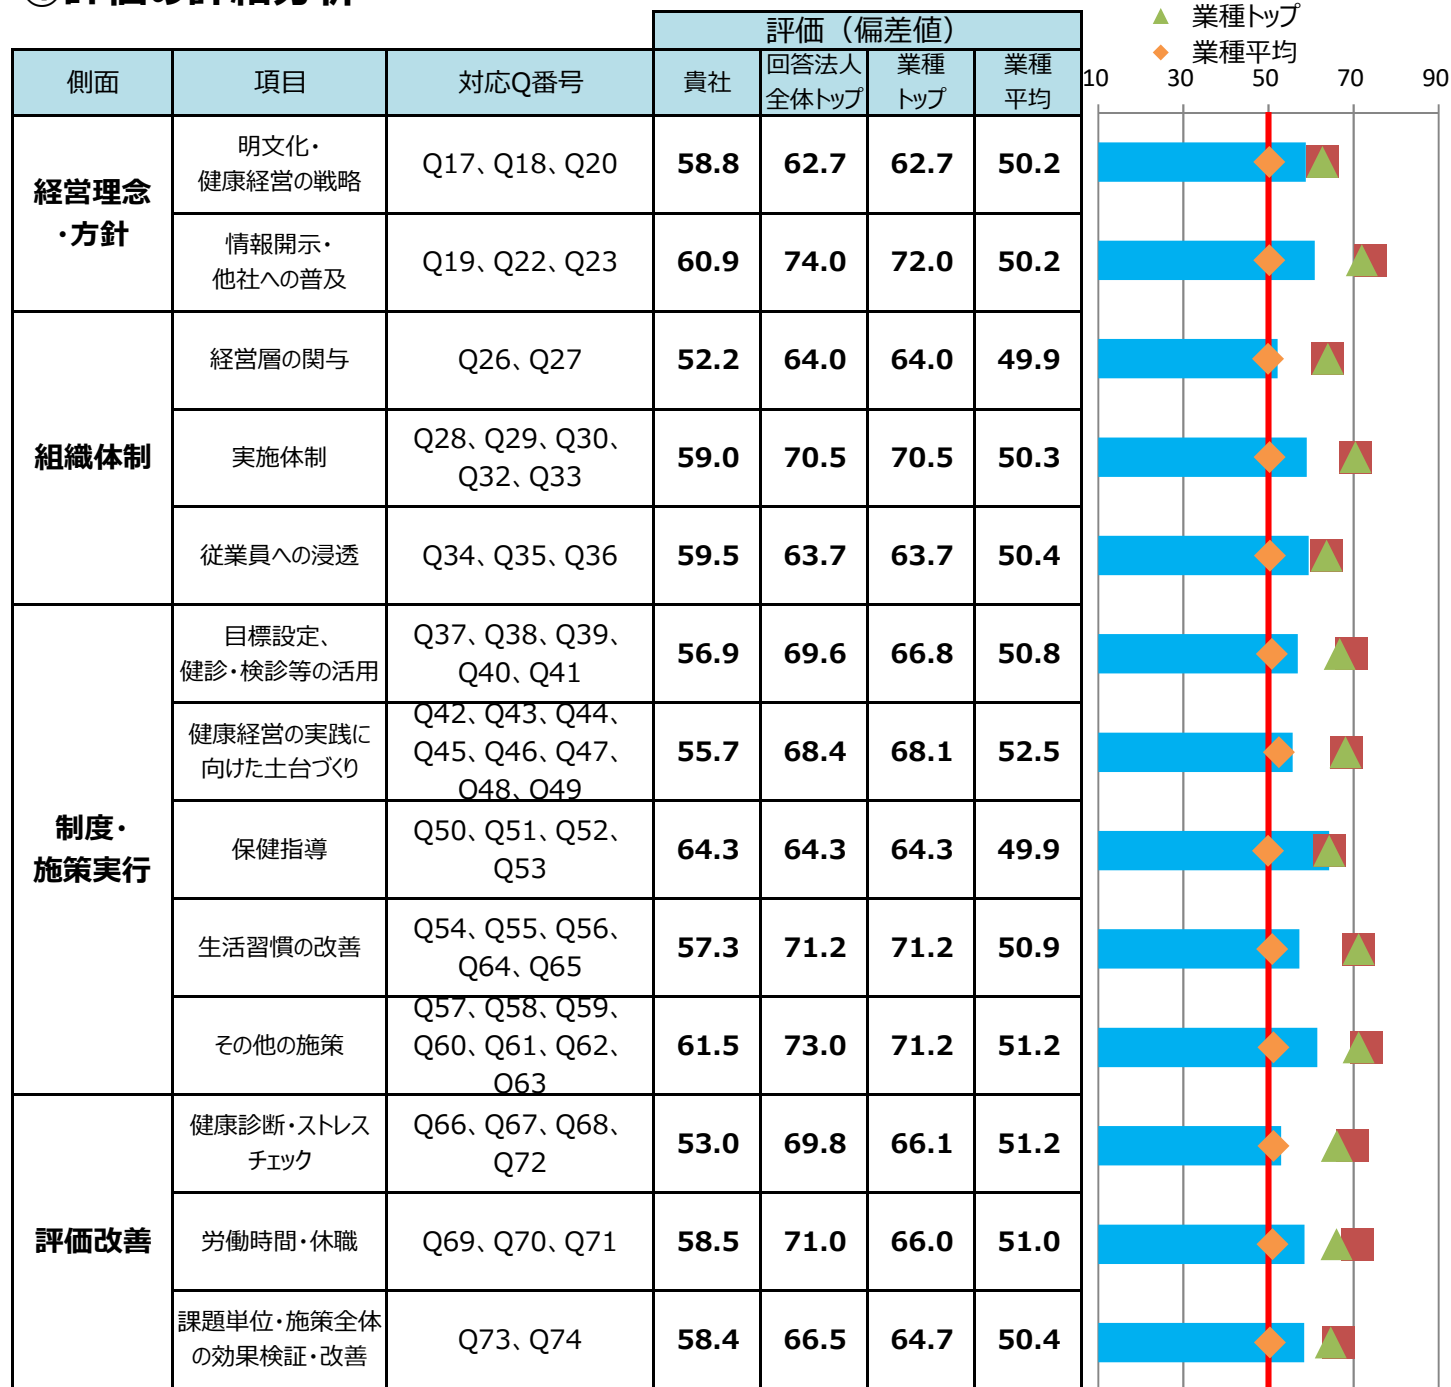 評価（偏差値）
▲ 業種トップ
◆ 業種平均
側面 項目 対応Q番号 貴社 回答法人 業種 業種
全体トップ トップ 平均
10 30 50 70 90
経営理念
・方針
明文化・
健康経営の戦略
Q17、Q18、Q20 58.8 62.7 62.7 50.2
情報開示・
他社への普及
Q19、Q22、Q23 60.9 74.0 72.0 50.2
組織体制
経営層の関与 Q26、Q27 52.2 64.0 64.0 49.9
実施体制
Q28、Q29、Q30、
Q32、Q33
59.0 70.5 70.5 50.3
従業員への浸透 Q34、Q35、Q36 59.5 63.7 63.7 50.4
制度・
施策実行
目標設定、
健診・検診等の活用
Q37、Q38、Q39、
Q40、Q41
56.9 69.6 66.8 50.8
健康経営の実践に
向けた土台づくり
Q42、Q43、Q44、
Q45、Q46、Q47、
Q48、Q49
55.7 68.4 68.1 52.5
保健指導
Q50、Q51、Q52、
Q53
64.3 64.3 64.3 49.9
生活習慣の改善
Q54、Q55、Q56、
Q64、Q65
57.3 71.2 71.2 50.9
その他の施策
Q57、Q58、Q59、
Q60、Q61、Q62、
Q63
61.5 73.0 71.2 51.2
評価改善
健康診断・ストレス
チェック
Q66、Q67、Q68、
Q72
53.0 69.8 66.1 51.2
労働時間・休職 Q69、Q70、Q71 58.5 71.0 66.0 51.0
課題単位・施策全体
の効果検証・改善
Q73、Q74 58.4 66.5 64.7 50.4